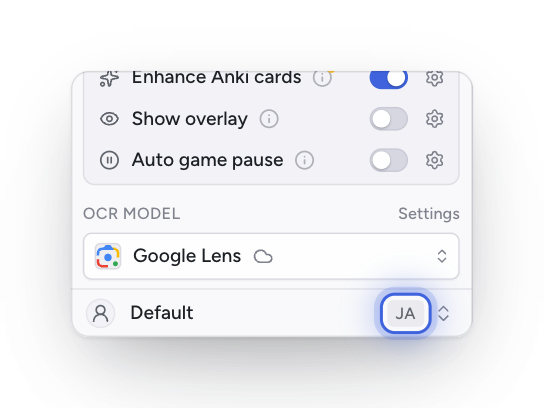 Enhance Anki cards
Show overlay
Auto game pause
OCR MODEL Settings
Google Lens
Default JA